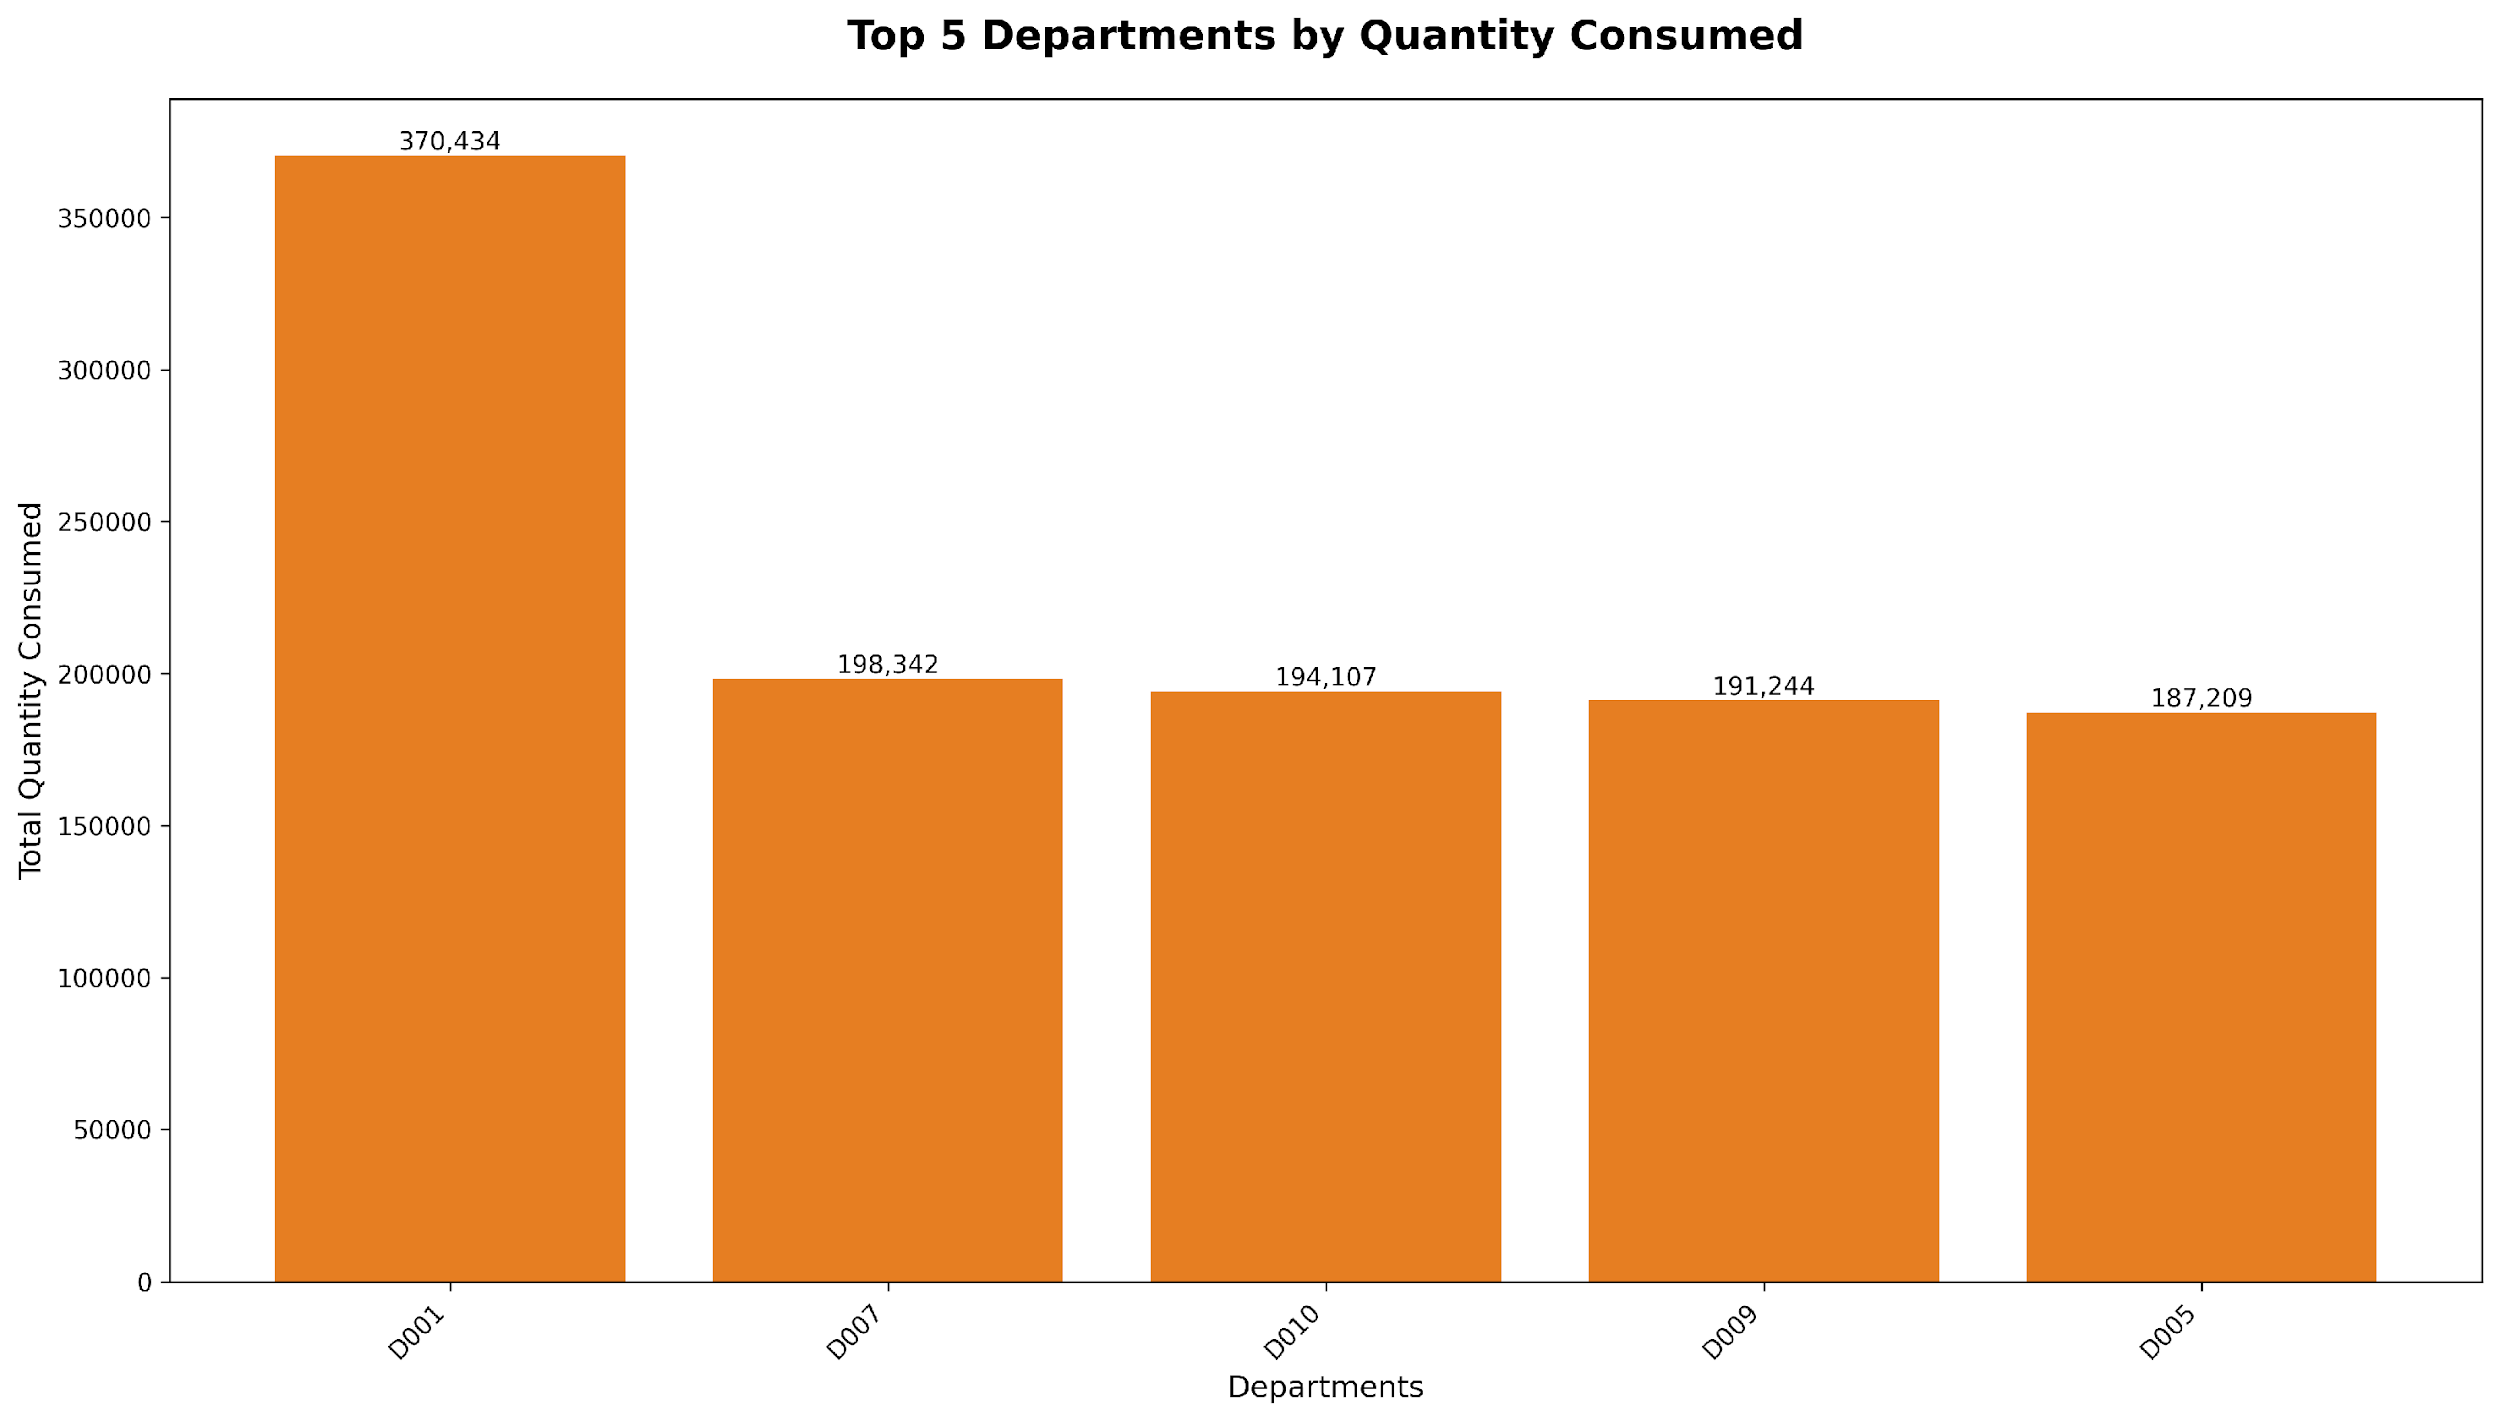 Top 5 Departments by Quantity Consumed
370,434
198,342
194,107
191,244
187,209
350000
300000
250000
200000
150000
100000
50000
0
Total Quantity Consumed
D001
D007
D010
D009
D005
Departments